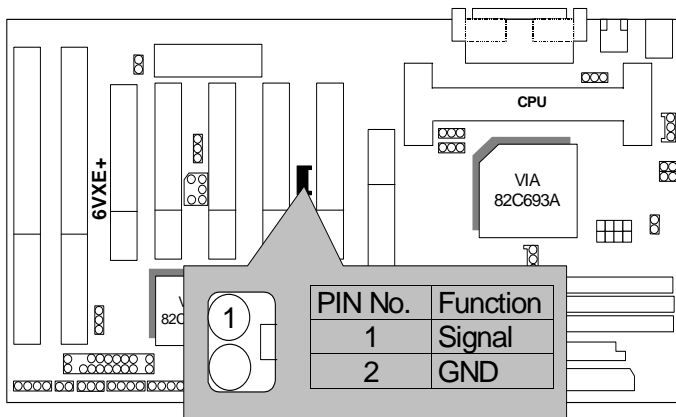 CPU
6VXE+
VIA
82C693A
1
PIN No. Function
1 Signal
2 GND